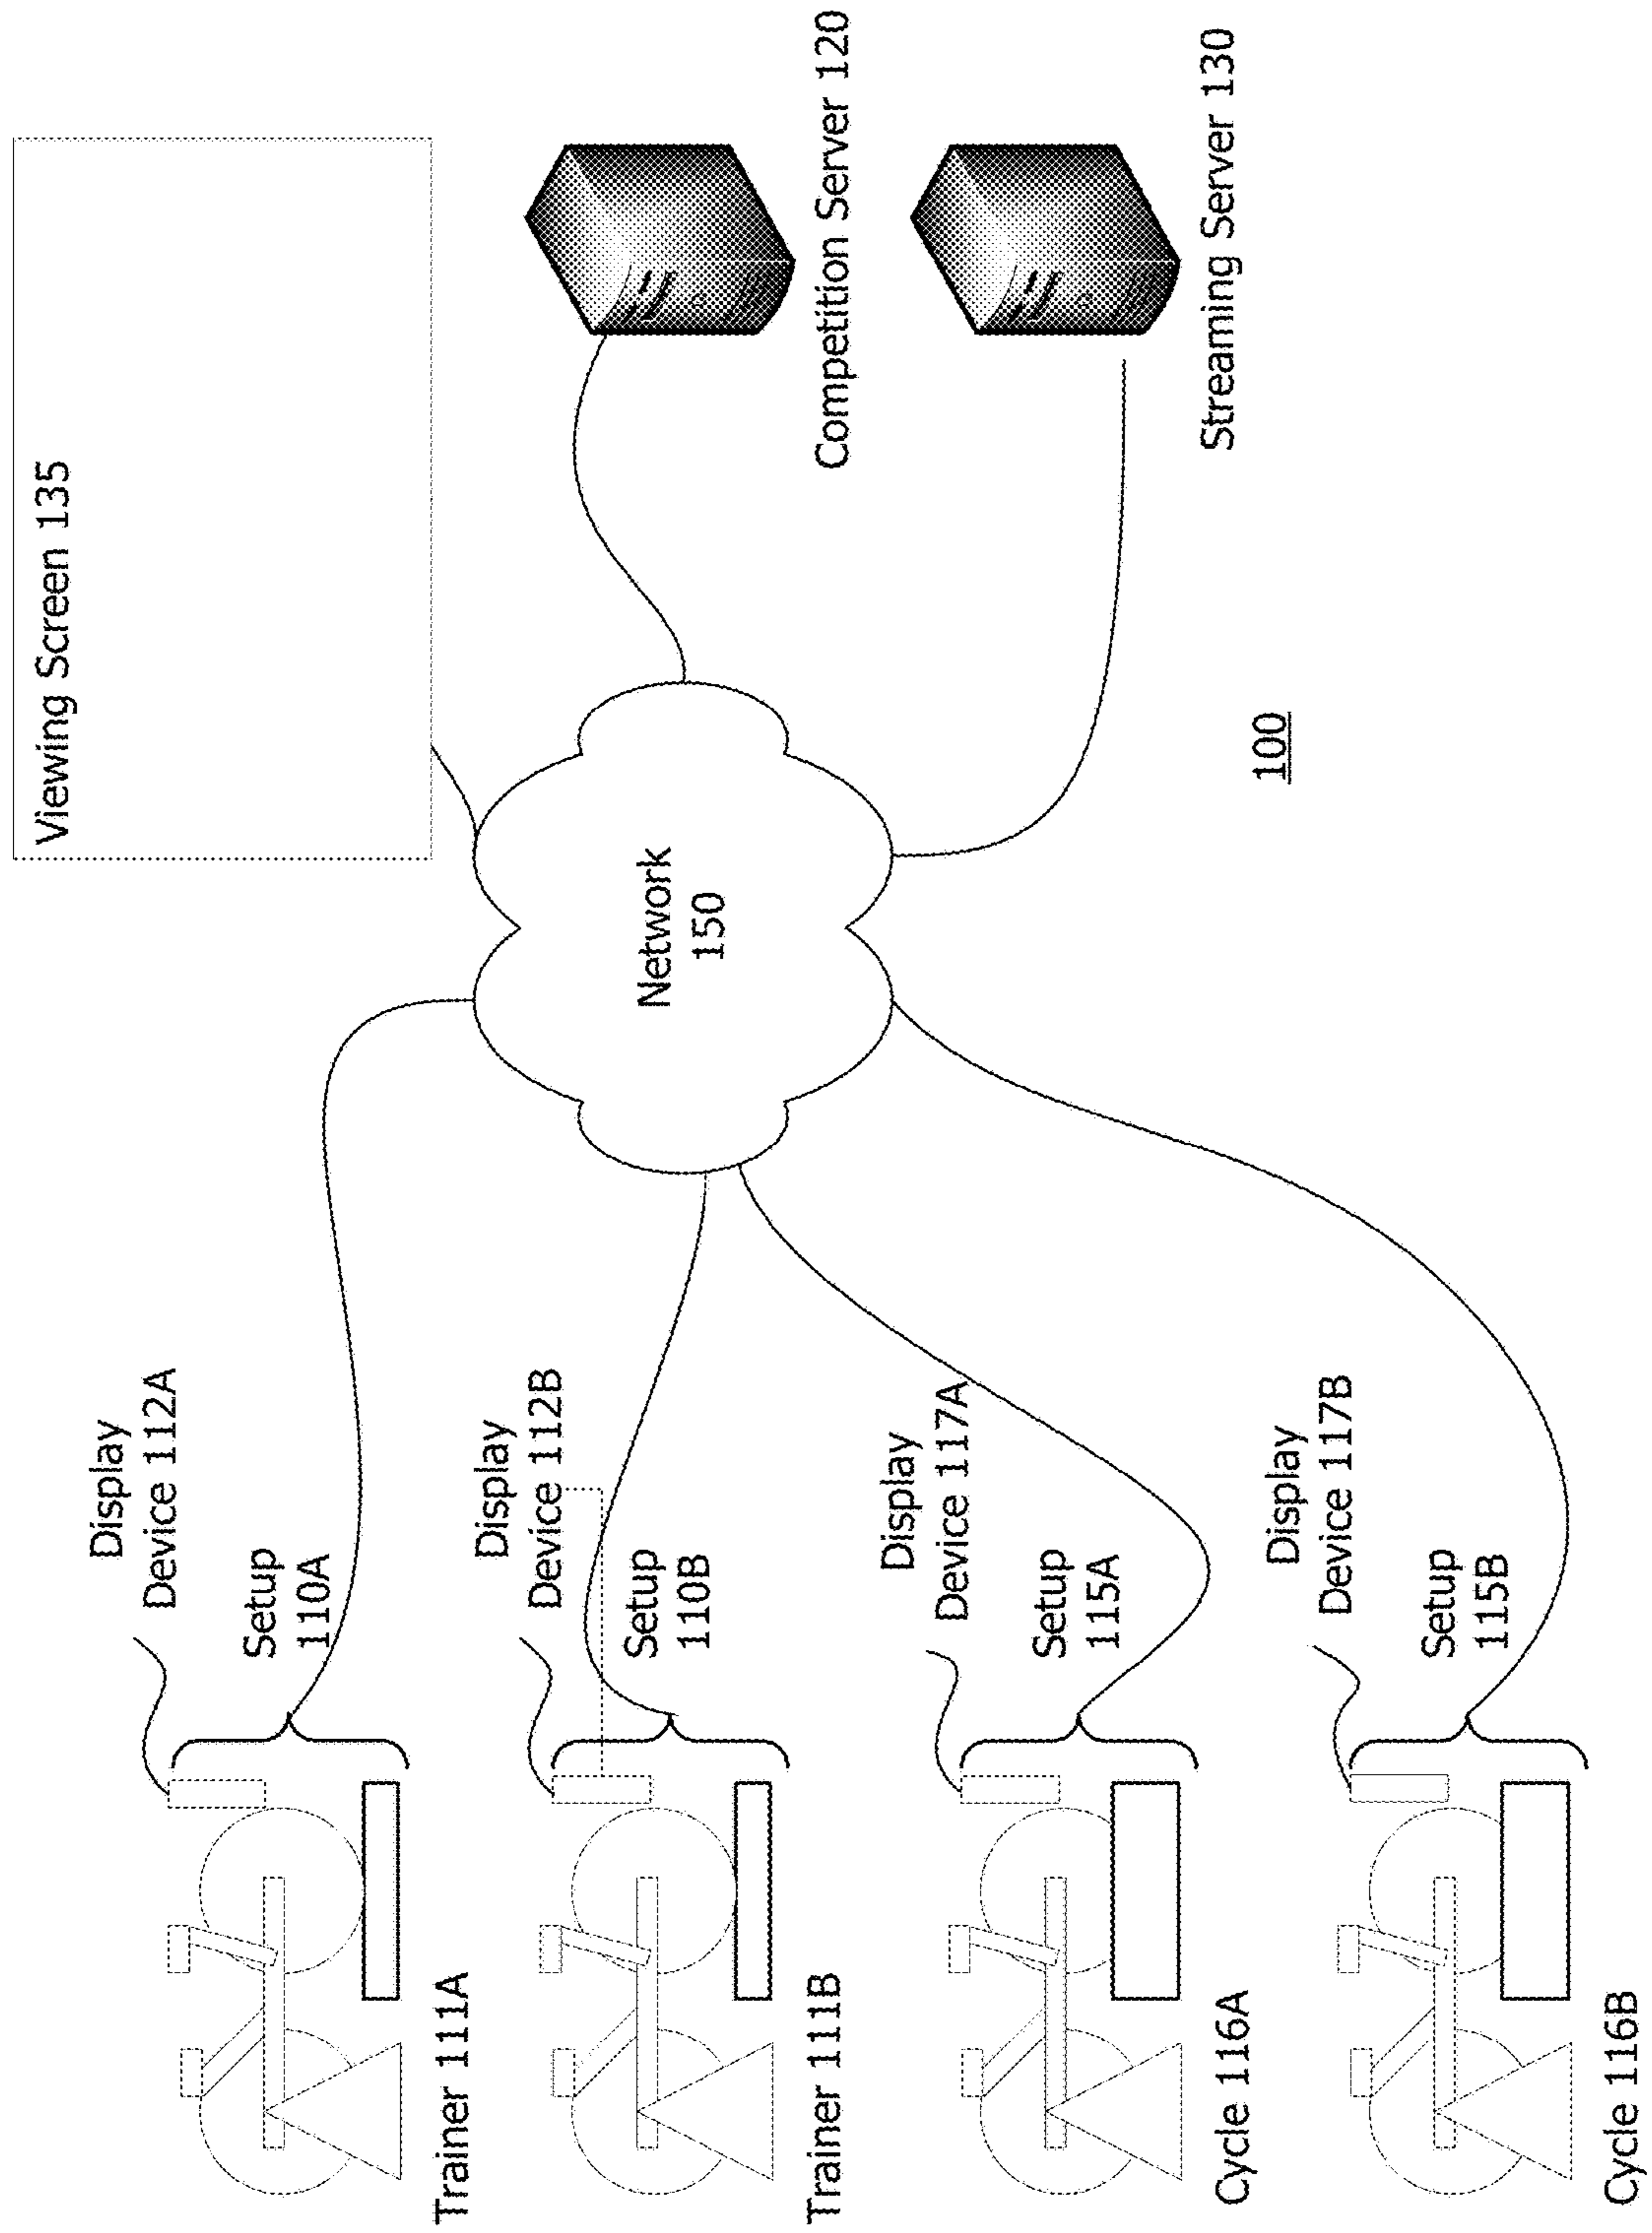 Display
Device 112A
Setup
110A
Trainer 111A
Display
Device 112B
Setup
110B
Trainer 111B
Display
Device 117A
Setup
115A
Cycle 116A
Display
Device 117B
Setup
115B
Cycle 116B
Network
150
Viewing Screen 135
Competition Server 120
Streaming Server 130
100